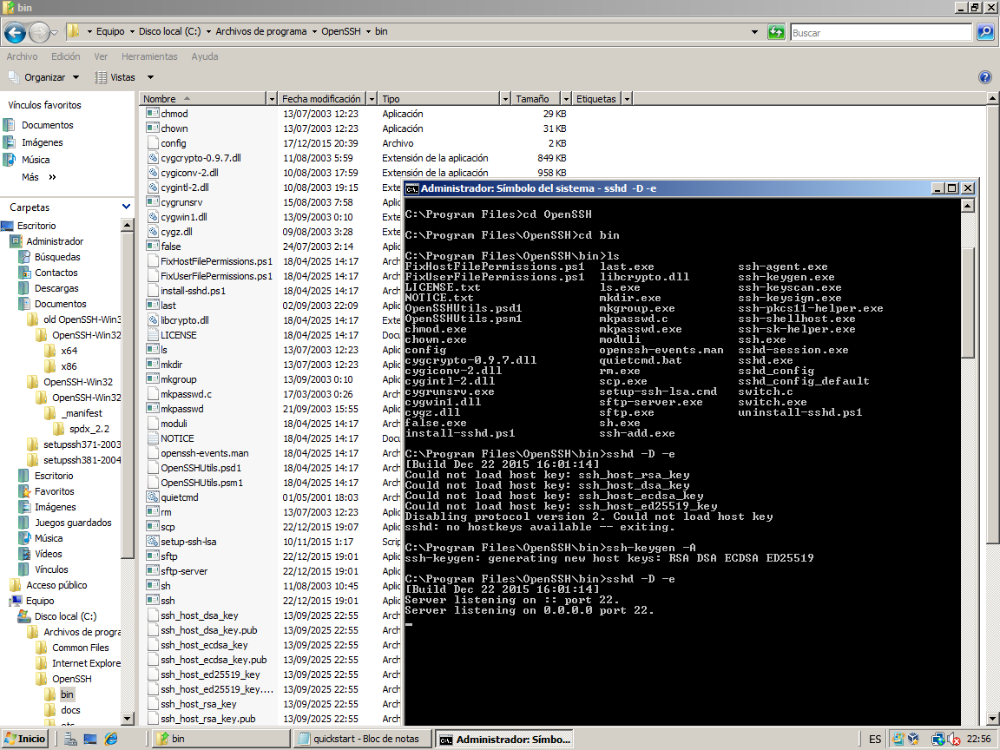 bin
Equipo
Disco local (C:)
Archivos de programa
OpenSSH
bin
Buscar
Archivo Edición Ver Herramientas Ayuda
Organizar Vistas
Vínculos favoritos
Documentos
Imágenes
Música
Más »
Carpetas
Escritorio
Administrador
Búsquedas
Contactos
Descargas
Documentos
old OpenSSH-Win3
OpenSSH-Win3
x64
x86
OpenSSH-Win32
OpenSSH-Win32
_manifest
spdx_2.2
setupssh371-2003
setupssh381-2004
Escritorio
Favoritos
Imágenes
Juegos guardados
Música
Vídeos
Vínculos
Acceso público
Equipo
Disco local (C:)
Archivos de progra
Common Files
Internet Explore
OpenSSH
bin
docs
etc
Nombre Fecha modificación Tipo Tamaño Etiquetas
chmod 13/07/2003 12:23 Aplicación 29 KB
chown 13/07/2003 12:23 Aplicación 31 KB
config 17/12/2015 20:39 Archivo 2 KB
cygcrypto-0.9.7.dll 11/08/2003 5:59 Extensión de la aplicación 849 KB
cygiconv-2.dll 10/08/2003 17:59 Extensión de la aplicación 958 KB
cygintl-2.dll 10/08/2003 19:15 Exte
cygrunsrv 15/08/2003 7:58 Aplic
cygwin1.dll 13/09/2003 0:10 Exte
cygz.dll 09/08/2003 3:28 Exte
false 24/07/2003 2:14 Aplic
FixHostFilePermissions.ps1 18/04/2025 14:17 Arch
FixUserFilePermissions.ps1 18/04/2025 14:17 Arch
install-sshd.ps1 18/04/2025 14:17 Arch
last 02/09/2003 22:09 Aplic
libcrypto.dll 18/04/2025 14:17 Exte
LICENSE 18/04/2025 14:17 Docu
ls 13/07/2003 12:23 Aplic
mkdir 13/07/2003 12:23 Aplic
mkgroup 13/09/2003 0:10 Aplic
mkpasswd.c 17/03/2003 0:26 Arch
mkpasswd 21/09/2003 15:55 Aplic
moduli 18/04/2025 14:17 Arch
NOTICE 18/04/2025 14:17 Docu
openssh-events.man 18/04/2025 14:17 Arch
OpenSSHUtils.psd1 18/04/2025 14:17 Arch
OpenSSHUtils.psm1 18/04/2025 14:17 Arch
quietcmd 01/05/2001 18:03 Arch
rm 13/07/2003 12:23 Aplic
scp 22/12/2015 19:07 Aplic
setup-ssh-lsa 10/11/2015 1:17 Scrip
sftp 22/12/2015 19:01 Aplic
sftp-server 22/12/2015 19:01 Aplic
sh 11/08/2003 10:45 Aplic
ssh 22/12/2015 19:01 Aplic
ssh_host_dsa_key 13/09/2025 22:55 Arch
ssh_host_dsa_key.pub 13/09/2025 22:55 Arch
ssh_host_ecdsa_key 13/09/2025 22:55 Arch
ssh_host_ecdsa_key.pub 13/09/2025 22:55 Arch
ssh_host_ed25519_key 13/09/2025 22:55 Arch
ssh_host_ed25519_key.... 13/09/2025 22:55 Arch
ssh_host_rsa_key 13/09/2025 22:55 Arch
ssh_host_rsa_key.pub 13/09/2025 22:55 Arch
Administrador: Símbolo del sistema - sshd -D -e
C:\Program Files>cd OpenSSH
C:\Program Files\OpenSSH>cd bin
C:\Program Files\OpenSSH\bin>ls
FixHostFilePermissions.ps1 last.exe ssh-agent.exe
FixUserFilePermissions.ps1 libcrypto.dll ssh-keygen.exe
LICENSE.txt ls.exe ssh-keyscan.exe
NOTICE.txt mkdir.exe ssh-keysign.exe
OpenSSHUtils.psd1 mkgroup.exe ssh-pkcs11-helper.exe
OpenSSHUtils.psm1 mkpasswd.c ssh-shellhost.exe
chmod.exe mkpasswd.exe ssh-sk-helper.exe
chown.exe moduli ssh.exe
config openssh-events.man sshd-session.exe
cygcrypto-0.9.7.dll quietcmd.bat sshd.exe
cygiconv-2.dll rm.exe sshd_config
cygintl-2.dll scp.exe sshd_config_default
cygrunsrv.exe setup-ssh-lsa.cmd switch.c
cygwin1.dll sftp-server.exe switch.exe
cygz.dll sftp.exe uninstall-sshd.ps1
false.exe sh.exe
install-sshd.ps1 ssh-add.exe
C:\Program Files\OpenSSH\bin>sshd -D -e
[Build Dec 22 2015 16:01:14]
Could not load host key: ssh_host_rsa_key
Could not load host key: ssh_host_dsa_key
Could not load host key: ssh_host_ecdsa_key
Could not load host key: ssh_host_ed25519_key
Disabling protocol version 2. Could not load host key
sshd: no hostkeys available -- exiting.
C:\Program Files\OpenSSH\bin>ssh-keygen -A
ssh-keygen: generating new host keys: RSA DSA ECDSA ED25519
C:\Program Files\OpenSSH\bin>sshd -D -e
[Build Dec 22 2015 16:01:14]
Server listening on :: port 22.
Server listening on 0.0.0.0 port 22.
Inicio
bin
quickstart - Bloc de notas
Administrador: Símbo...
ES
22:56